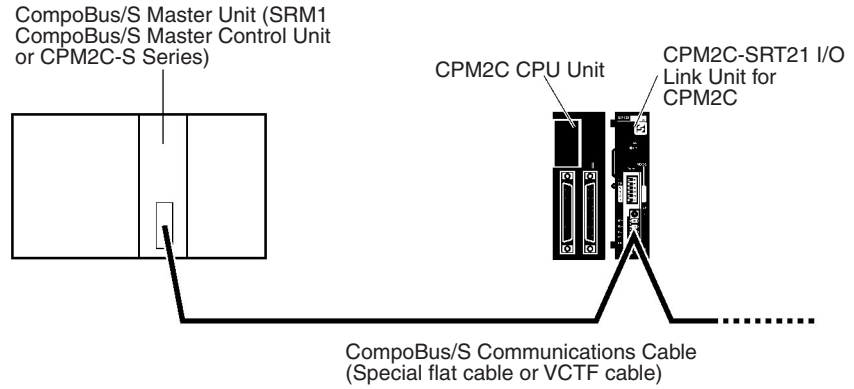 CompoBus/S Master Unit (SRM1
CompoBus/S Master Control Unit
or CPM2C-S Series)
CPM2C CPU Unit
CPM2C-SRT21 I/O
Link Unit for
CPM2C
CompoBus/S Communications Cable
(Special flat cable or VCTF cable)